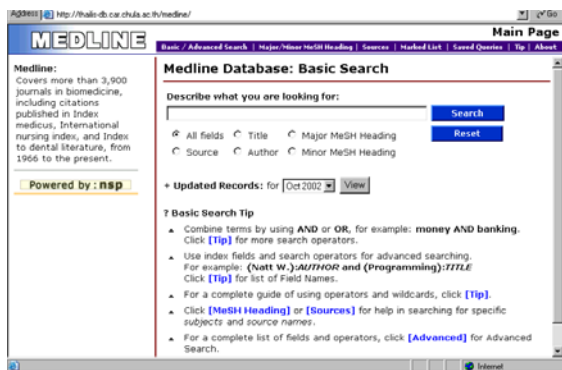 Address http://thalis-db.car.chula.ac.th/medline/ Go
Main Page
MEDLINE
Basic / Advanced Search | Major/Minor MeSH Heading | Sources | Marked List | Saved Queries | Tip | About
Medline:
Covers more than 3,900
journals in biomedicine,
including citations
published in Index
medicus, International
nursing index, and Index
to dental literature, from
1966 to the present.
Powered by : nsp
Medline Database: Basic Search
Describe what you are looking for:
Search
All fields Title Major MeSH Heading
Reset
Source Author Minor MeSH Heading
+ Updated Records: for Oct 2002 View
? Basic Search Tip
Combine terms by using AND or OR, for example: money AND banking.
Click [Tip] for more search operators.
Use index fields and search operators for advanced searching.
For example: (Natt W.):AUTHOR and (Programming):TITLE
Click [Tip] for list of Field Names.
For a complete guide of using operators and wildcards, click [Tip].
Click [MeSH Heading] or [Sources] for help in searching for specific
subjects and source names.
For a complete list of fields and operators, click [Advanced] for Advanced
Search.
Internet